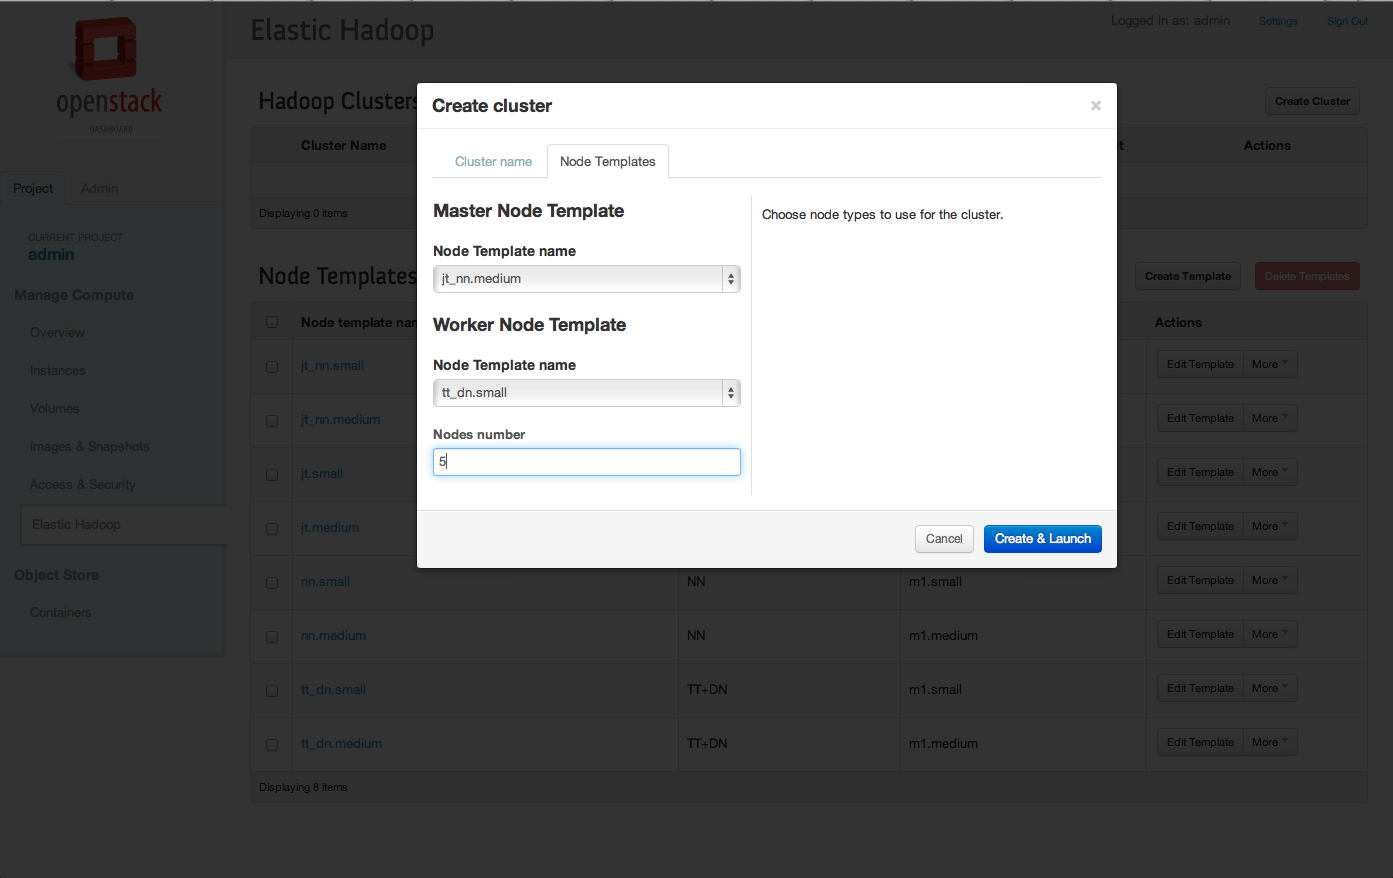 Elastic Hadoop
Logged in as: admin
Settings
Sign Out
openstack
DASHBOARD
Project
Admin
CURRENT PROJECT
admin
Manage Compute
Overview
Instances
Volumes
Images & Snapshots
Access & Security
Elastic Hadoop
Object Store
Containers
Hadoop Clusters
Create Cluster
Cluster Name
Actions
Displaying 0 items
Create cluster
×
Cluster name
Node Templates
Master Node Template
Node Template name
jt_nn.medium
Worker Node Template
Node Template name
tt_dn.small
Nodes number
5
Choose node types to use for the cluster.
Cancel
Create & Launch
Node Templates
Create Template
Delete Templates
Node template nam
Actions
jt_nn.small
Edit Template More
jt_nn.medium
Edit Template More
jt.small
Edit Template More
jt.medium
Edit Template More
nn.small NN m1.small Edit Template More
nn.medium NN m1.medium Edit Template More
tt_dn.small TT+DN m1.small Edit Template More
tt_dn.medium TT+DN m1.medium Edit Template More
Displaying 8 items